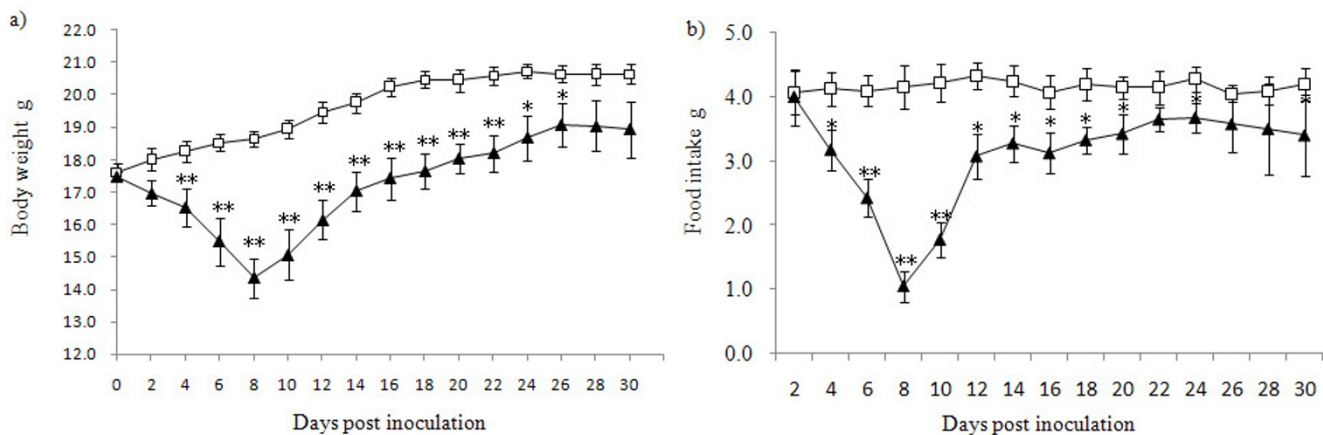 a)
Body weight g
22.0
21.0
20.0
19.0
18.0
17.0
16.0
15.0
14.0
13.0
12.0
** ** ** ** ** ** ** ** ** ** * *
0 2 4 6 8 10 12 14 16 18 20 22 24 26 28 30
Days post inoculation
b)
Food intake g
5.0
4.0
3.0
2.0
1.0
0.0
* ** ** ** * * * * * * *
2 4 6 8 10 12 14 16 18 20 22 24 26 28 30
Days post inoculation